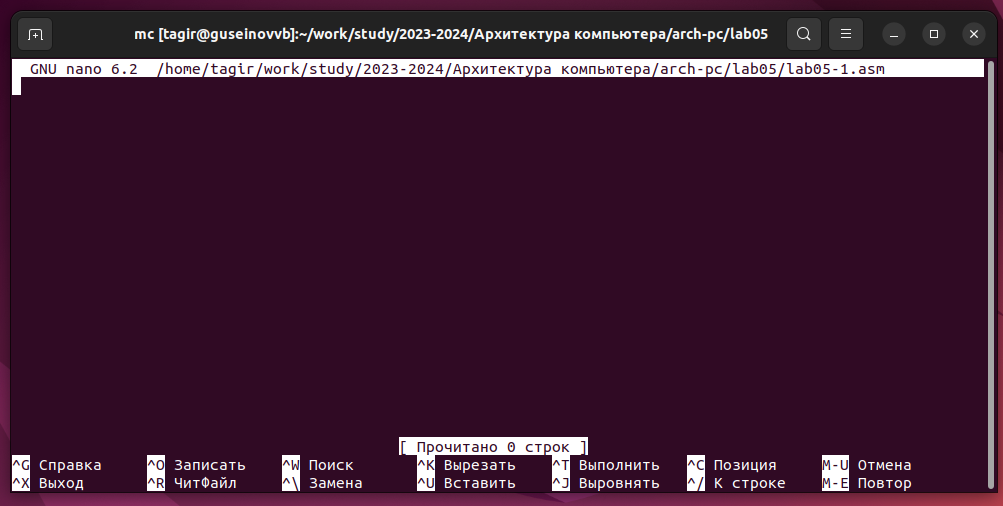 mc [tagir@guseinovvb]:~/work/study/2023-2024/Архитектура компьютера/arch-pc/lab05
GNU nano 6.2 /home/tagir/work/study/2023-2024/Архитектура компьютера/arch-pc/lab05/lab05-1.asm
[ Прочитано 0 строк ]
^G Справка ^O Записать ^W Поиск ^K Вырезать ^T Выполнить ^C Позиция M-U Отмена
^X Выход ^R ЧитФайл ^\ Замена ^U Вставить ^J Выровнять ^/ К строке M-E Повтор